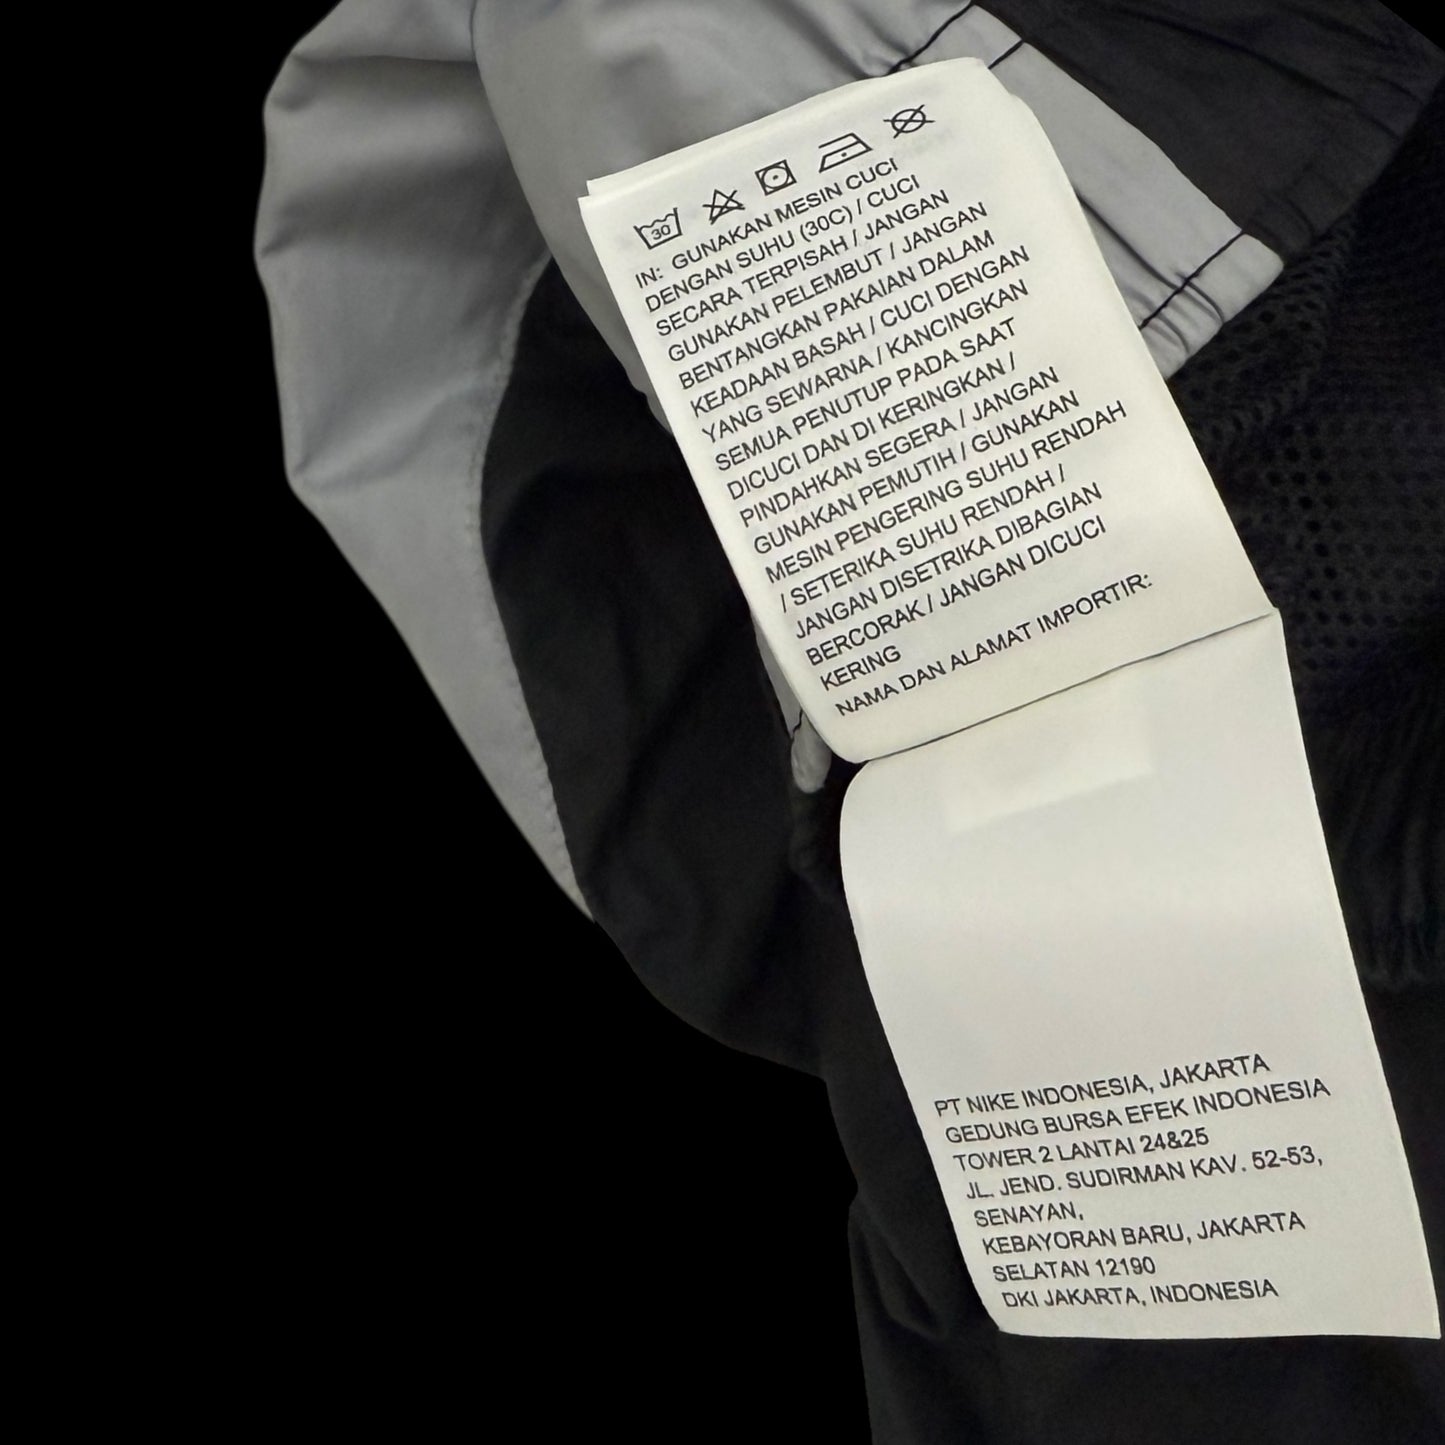 30
IN: GUNAKAN MESIN CUCI
DENGAN SUHU (30C) / CUCI
SECARA TERPISAH / JANGAN
GUNAKAN PELEMBUT / JANGAN
BENTANGKAN PAKAIAN DALAM
KEADAAN BASAH / CUCI DENGAN
YANG SEWARNA / KANCINGKAN
SEMUA PENUTUP PADA SAAT
DICUCI DAN DI KERINGKAN /
PINDAHKAN SEGERA / JANGAN
GUNAKAN PEMUTIH / GUNAKAN
MESIN PENGERING SUHU RENDAH
/ SETERIKA SUHU RENDAH /
JANGAN DISETRIKA DIBAGIAN
BERCORAK / JANGAN DICUCI
KERING
NAMA DAN ALAMAT IMPORTIR:
PT NIKE INDONESIA, JAKARTA
GEDUNG BURSA EFEK INDONESIA
TOWER 2 LANTAI 24&25
JL. JEND. SUDIRMAN KAV. 52-53,
SENAYAN,
KEBAYORAN BARU, JAKARTA
SELATAN 12190
DKI JAKARTA, INDONESIA